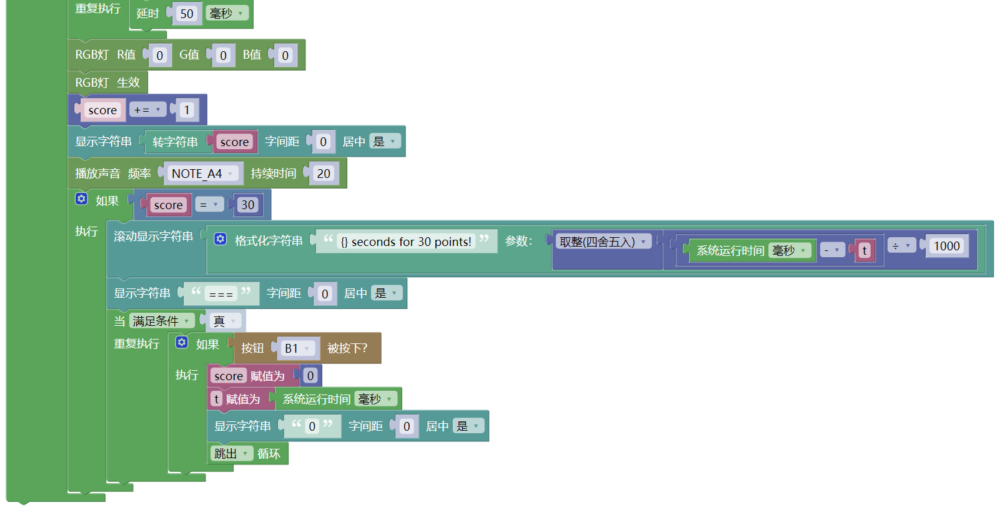 重复执行 延时 50 毫秒
RGB灯 R值 0 G值 0 B值 0
RGB灯 生效
score += 1
显示字符串 转字符串 score 字间距 0 居中 是
播放声音 频率 NOTE_A4 持续时间 20
如果 score = 30
执行 滚动显示字符串 格式化字符串 “ {} seconds for 30 points! ” 参数: 取整(四舍五入) 系统运行时间 毫秒 - t ÷ 1000
显示字符串 “ === ” 字间距 0 居中 是
当 满足条件 真
重复执行 如果 按钮 B1 被按下?
执行 score 赋值为 0
t 赋值为 系统运行时间 毫秒
显示字符串 “ 0 ” 字间距 0 居中 是
跳出 循环